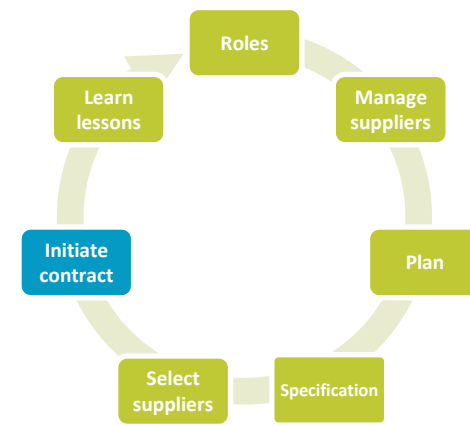 Roles
Manage
suppliers
Plan
Specification
Select
suppliers
Initiate
contract
Learn
lessons